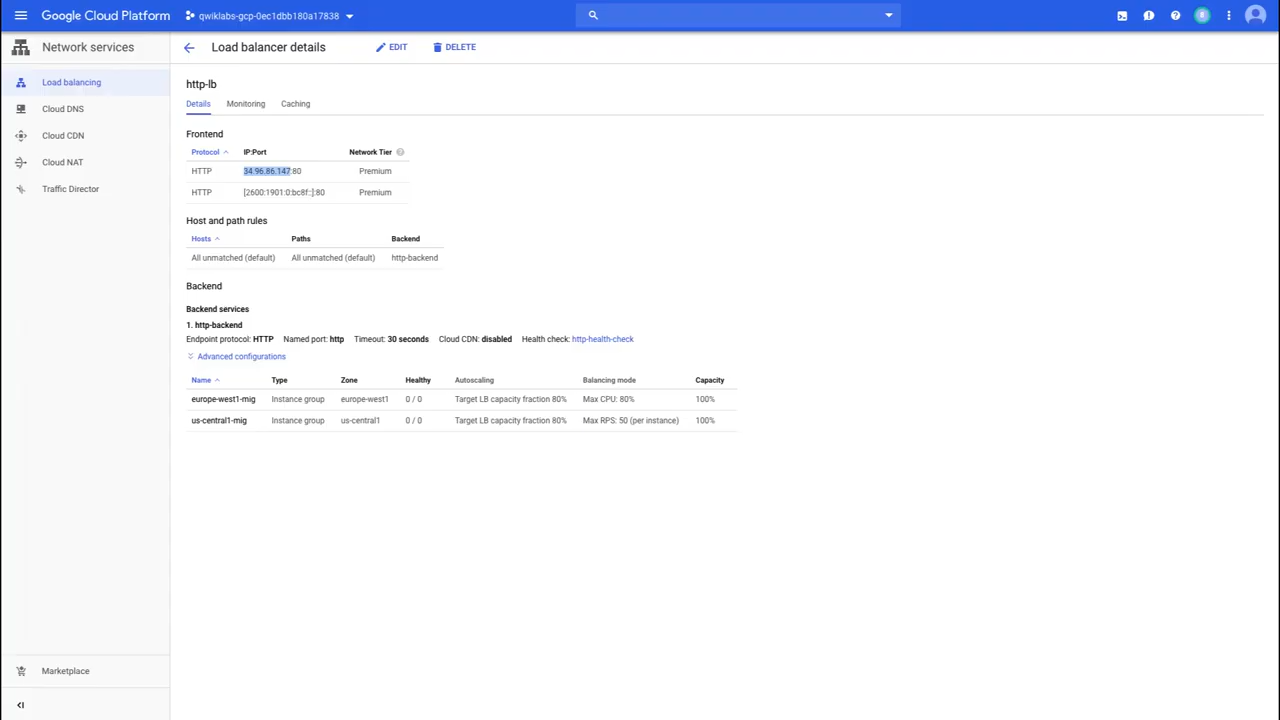 Google Cloud Platform
qwiklabs-gcp-0ec1dbb180a17838
Network services
Load balancer details
EDIT
DELETE
Load balancing
Cloud DNS
Cloud CDN
Cloud NAT
Traffic Director
http-lb
Details Monitoring Caching
Frontend
Protocol IP:Port Network Tier
HTTP 34.96.86.147:80 Premium
HTTP [2600:1901:0:bc8f::]:80 Premium
Host and path rules
Hosts Paths Backend
All unmatched (default) All unmatched (default) http-backend
Backend
Backend services
1. http-backend
Endpoint protocol: HTTP Named port: http Timeout: 30 seconds Cloud CDN: disabled Health check: http-health-check
Advanced configurations
Name Type Zone Healthy Autoscaling Balancing mode Capacity
europe-west1-mig Instance group europe-west1 0 / 0 Target LB capacity fraction 80% Max CPU: 80% 100%
us-central1-mig Instance group us-central1 0 / 0 Target LB capacity fraction 80% Max RPS: 50 (per instance) 100%
Marketplace